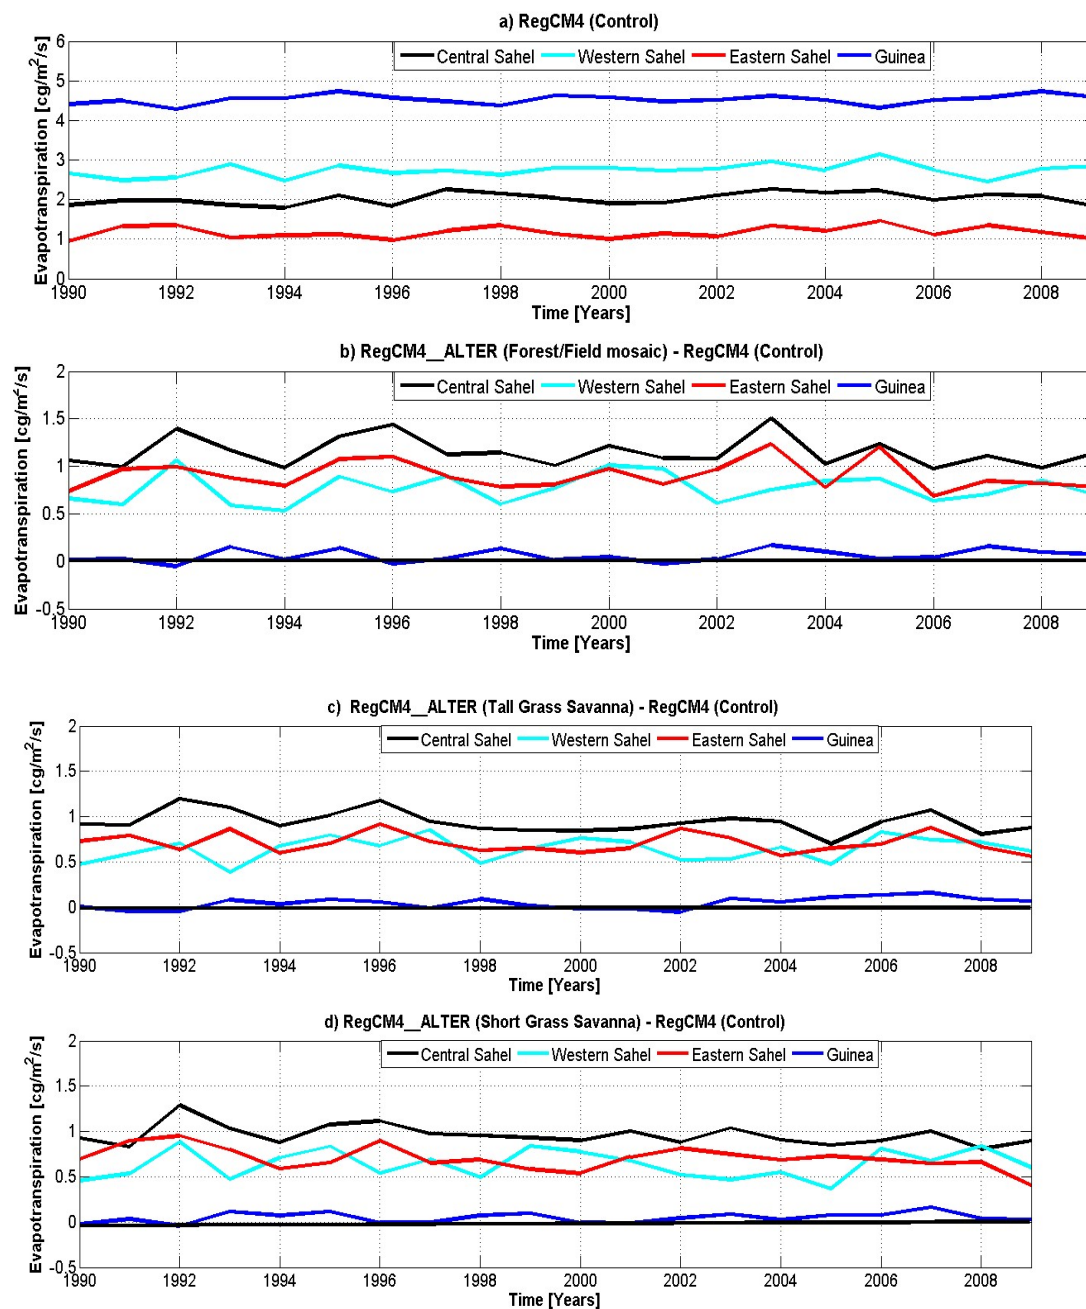 a) RegCM4 (Control)
Central Sahel Western Sahel Eastern Sahel Guinea
Evapotranspiration [cg/m²/s]
6
5
4
3
2
1
0
1990 1992 1994 1996 1998 2000 2002 2004 2006 2008
Time [Years]
b) RegCM4__ALTER (Forest/Field mosaic) - RegCM4 (Control)
Central Sahel Western Sahel Eastern Sahel Guinea
Evapotranspiration [cg/m²/s]
2
1.5
1
0.5
0
-0.5
1990 1992 1994 1996 1998 2000 2002 2004 2006 2008
Time [Years]
c) RegCM4__ALTER (Tall Grass Savanna) - RegCM4 (Control)
Central Sahel Western Sahel Eastern Sahel Guinea
Evapotranspiration [cg/m²/s]
2
1.5
1
0.5
0
-0.5
1990 1992 1994 1996 1998 2000 2002 2004 2006 2008
Time [Years]
d) RegCM4__ALTER (Short Grass Savanna) - RegCM4 (Control)
Central Sahel Western Sahel Eastern Sahel Guinea
Evapotranspiration [cg/m²/s]
2
1.5
1
0.5
0
-0.5
1990 1992 1994 1996 1998 2000 2002 2004 2006 2008
Time [Years]